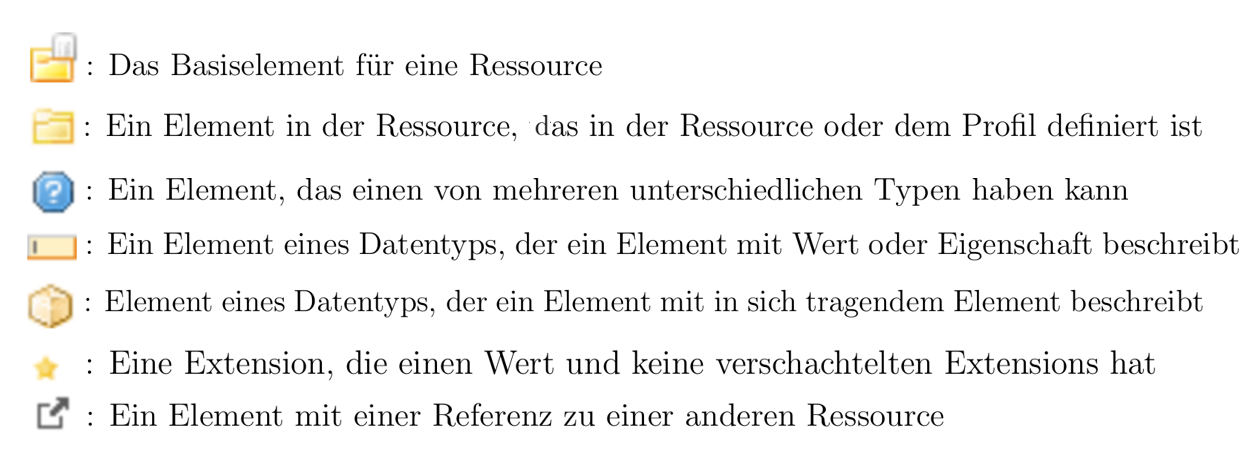 : Das Basiselement für eine Ressource
: Ein Element in der Ressource, das in der Ressource oder dem Profil definiert ist
? : Ein Element, das einen von mehreren unterschiedlichen Typen haben kann
: Ein Element eines Datentyps, der ein Element mit Wert oder Eigenschaft beschreibt
: Element eines Datentyps, der ein Element mit in sich tragendem Element beschreibt
: Eine Extension, die einen Wert und keine verschachtelten Extensions hat
: Ein Element mit einer Referenz zu einer anderen Ressource